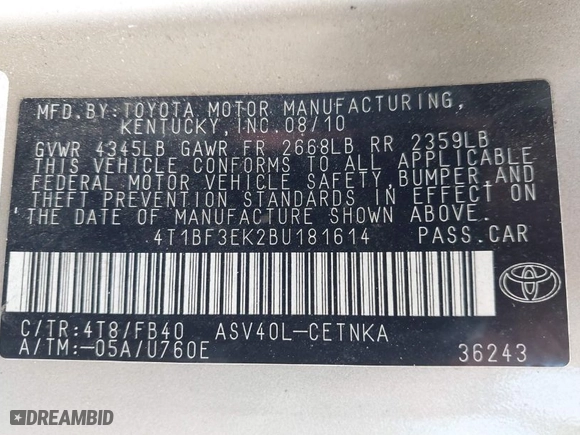 MFD.BY:TOYOTA MOTOR MANUFACTURING,
KENTUCKY,INC.08/10
GVWR 4345LB GAWR FR 2668LB RR 2359LB
THIS VEHICLE CONFORMS TO ALL APPLICABLE
FEDERAL MOTOR VEHICLE SAFETY,BUMPER,AND
THEFT PREVENTION STANDARDS IN EFFECT ON
THE DATE OF MANUFACTURE SHOWN ABOVE.
4T1BF3EK2BU181614 PASS.CAR
C/TR:4T8/FB40 ASV40L-CETNKA
A/TM:-05A/U760E 36243
DREAMBID